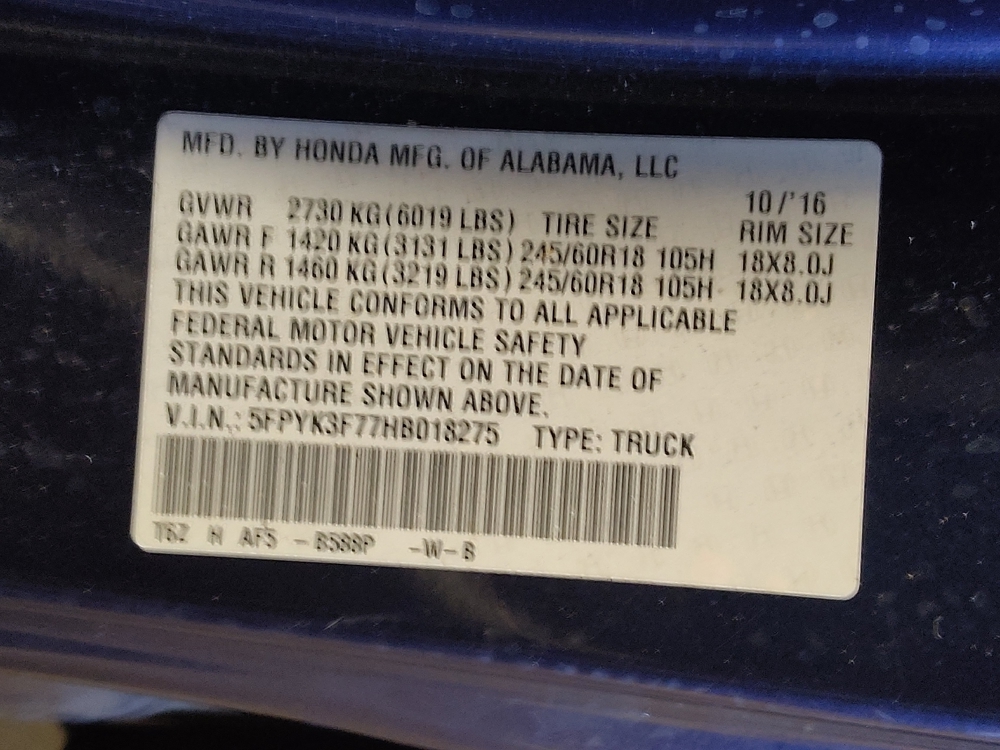 MFD. BY HONDA MFG. OF ALABAMA, LLC
10/'16
GVWR 2730 KG(6019 LBS) TIRE SIZE RIM SIZE
GAWR F 1420 KG(3131 LBS) 245/60R18 105H 18X8.0J
GAWR R 1460 KG(3219 LBS) 245/60R18 105H 18X8.0J
THIS VEHICLE CONFORMS TO ALL APPLICABLE
FEDERAL MOTOR VEHICLE SAFETY
STANDARDS IN EFFECT ON THE DATE OF
MANUFACTURE SHOWN ABOVE.
V.I.N.: 5FPYK3F77HB018275 TYPE: TRUCK
T6Z H AF5 -B588P -W-B